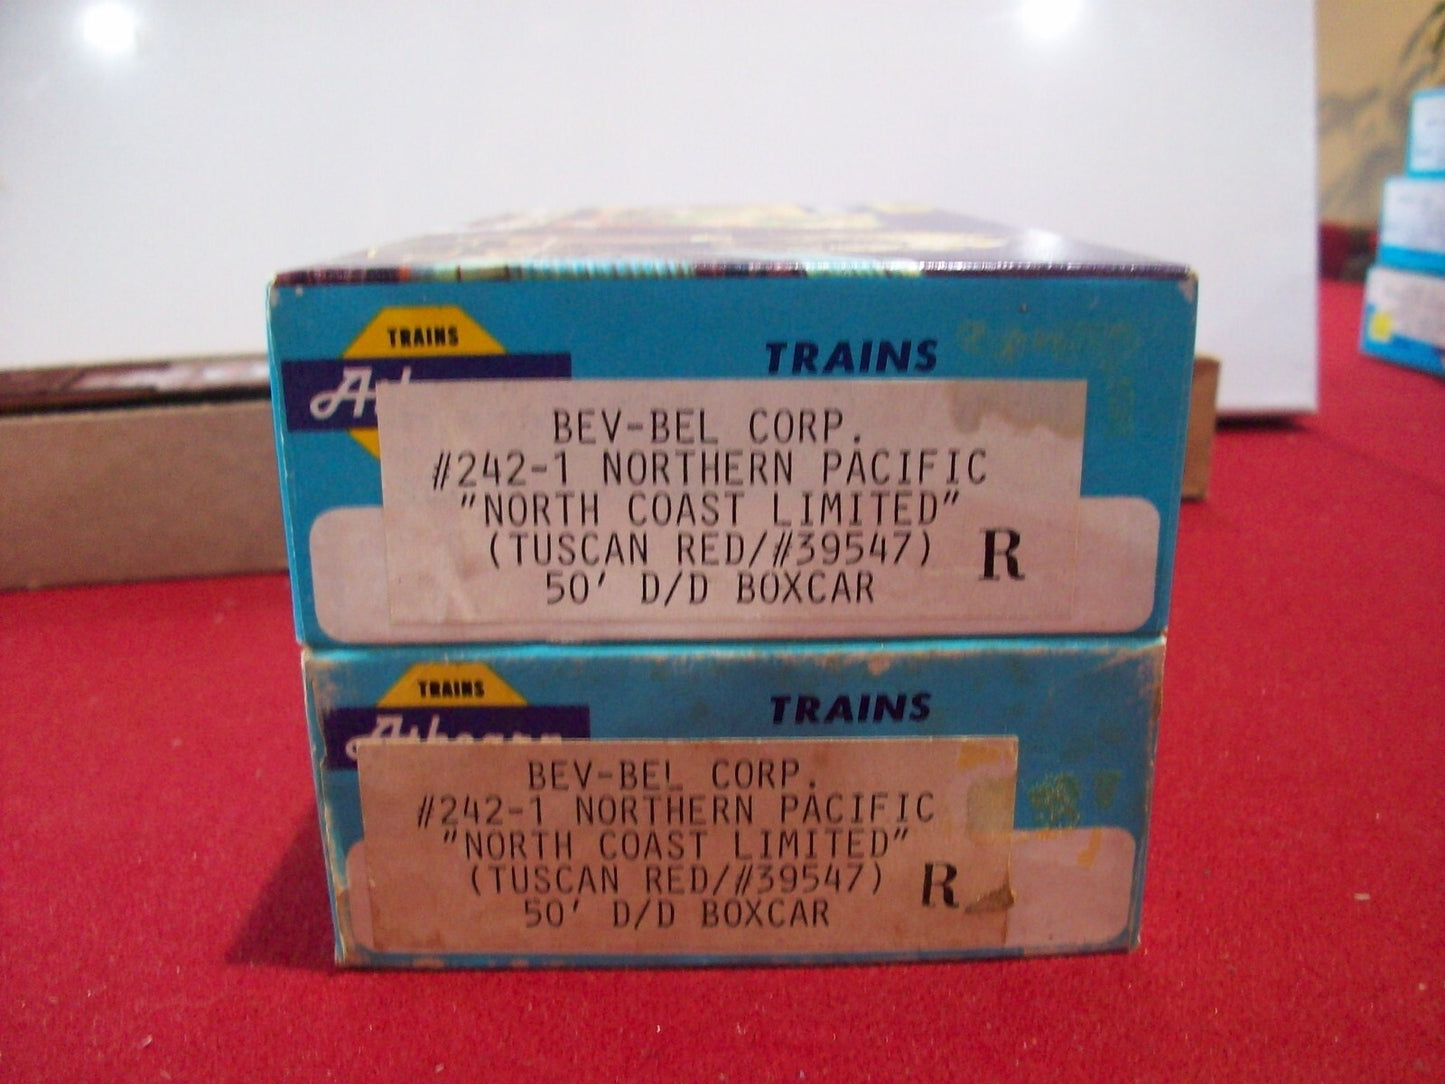 TRAINS
TRAINS
BEV-BEL CORP.
#242-1 NORTHERN PACIFIC
"NORTH COAST LIMITED"
(TUSCAN RED/#39547) R
50' D/D BOXCAR
TRAINS
TRAINS
Athearn
BEV-BEL CORP.
#242-1 NORTHERN PACIFIC
"NORTH COAST LIMITED"
(TUSCAN RED/#39547) R
50' D/D BOXCAR